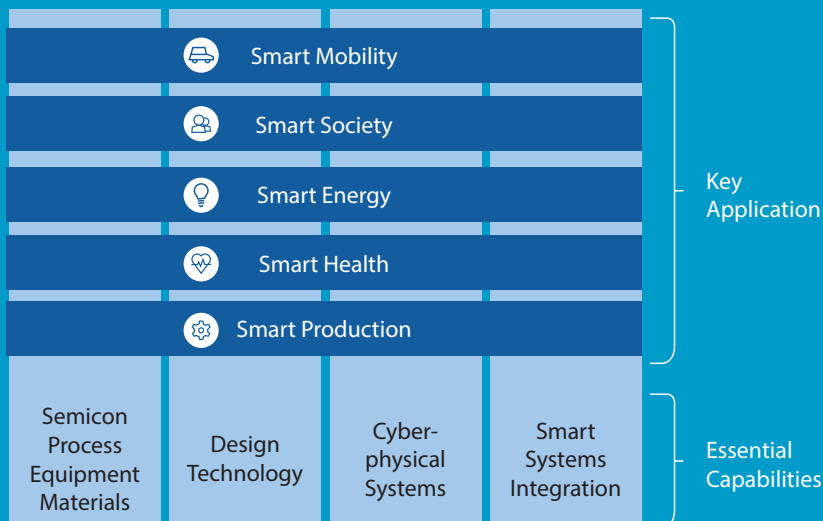 Smart Mobility
Smart Society
Smart Energy
Smart Health
Smart Production
Key
Application
Semicon
Process
Equipment
Materials
Design
Technology
Cyber-
physical
Systems
Smart
Systems
Integration
Essential
Capabilities